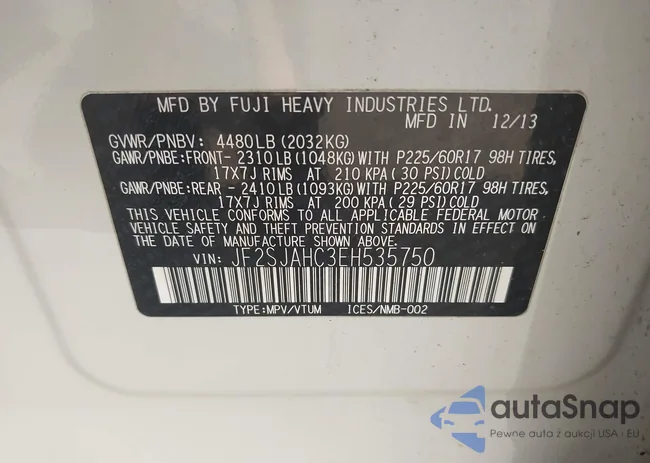 MFD BY FUJI HEAVY INDUSTRIES LTD.
MFD IN 12/13
GVWR/PNBV: 4480LB (2032KG)
GAWR/PNBE:FRONT- 2310LB (1048KG) WITH P225/60R17 98H TIRES,
17X7J RIMS AT 210 KPA ( 30 PSI) COLD
GAWR/PNBE:REAR - 2410LB (1093KG) WITH P225/60R17 98H TIRES,
17X7J RIMS AT 200 KPA ( 29 PSI) COLD
THIS VEHICLE CONFORMS TO ALL APPLICABLE FEDERAL MOTOR
VEHICLE SAFETY AND THEFT PREVENTION STANDARDS IN EFFECT ON
THE DATE OF MANUFACTURE SHOWN ABOVE.
VIN: JF2SJAHC3EH535750
TYPE:MPV/VTUM ICES/NMB-002
autaSnap
Pewne auta z aukcji USA i EU